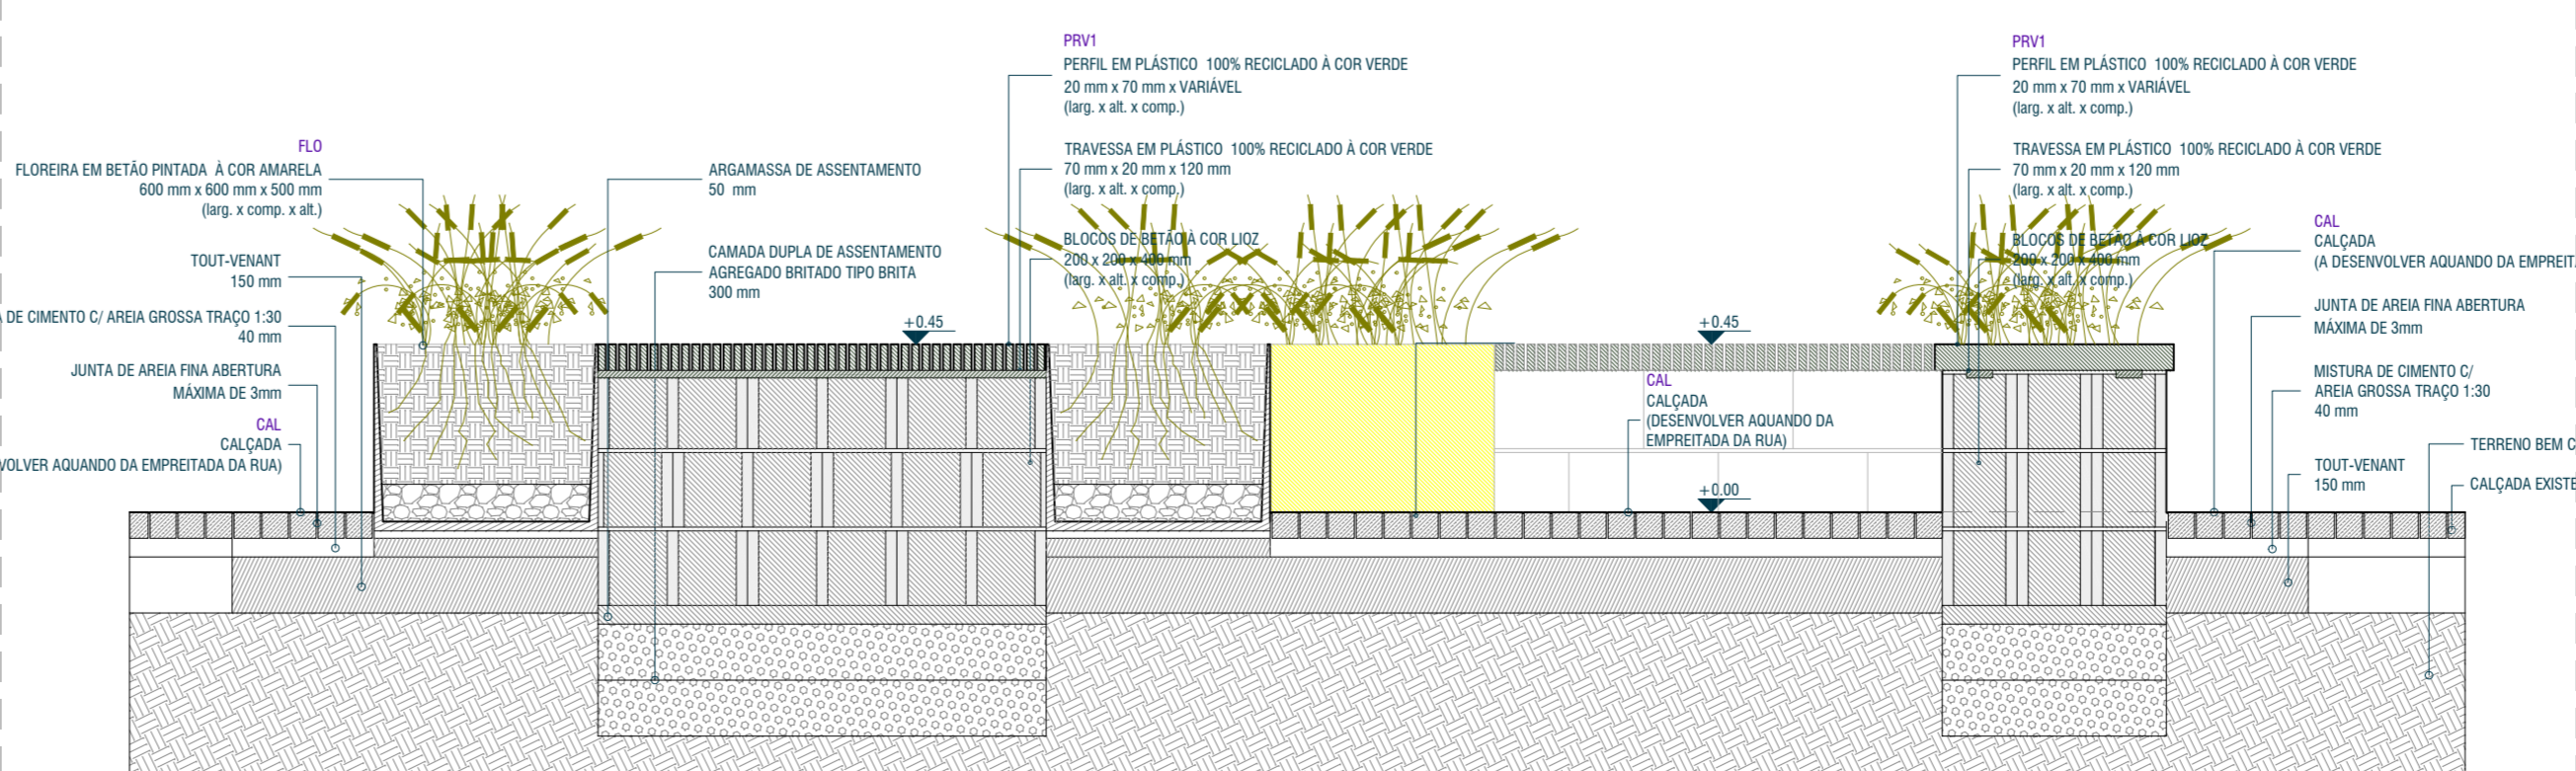 FLO
FLOREIRA EM BETÃO PINTADA À COR AMARELA
600 mm x 600 mm x 500 mm
(larg. x comp. x alt.)
TOUT-VENANT
150 mm
DE CIMENTO C/ AREIA GROSSA TRAÇO 1:30
40 mm
JUNTA DE AREIA FINA ABERTURA
MÁXIMA DE 3mm
CAL
CALÇADA
VOLVER AQUANDO DA EMPREITADA DA RUA)
ARGAMASSA DE ASSENTAMENTO
50 mm
CAMADA DUPLA DE ASSENTAMENTO
AGREGADO BRITADO TIPO BRITA
300 mm
+0.45
PRV1
PERFIL EM PLÁSTICO 100% RECICLADO À COR VERDE
20 mm x 70 mm x VARIÁVEL
(larg. x alt. x comp.)
TRAVESSA EM PLÁSTICO 100% RECICLADO À COR VERDE
70 mm x 20 mm x 120 mm
(larg. x alt. x comp.)
BLOCOS DE BETÃO À COR LIOZ
200 x 200 x 400 mm
(larg. x alt. x comp.)
+0.45
CAL
CALÇADA
(DESENVOLVER AQUANDO DA
EMPREITADA DA RUA)
+0.00
PRV1
PERFIL EM PLÁSTICO 100% RECICLADO À COR VERDE
20 mm x 70 mm x VARIÁVEL
(larg. x alt. x comp.)
TRAVESSA EM PLÁSTICO 100% RECICLADO À COR VERDE
70 mm x 20 mm x 120 mm
(larg. x alt. x comp.)
BLOCOS DE BETÃO À COR LIOZ
200 x 200 x 400 mm
(larg. x alt. x comp.)
CAL
CALÇADA
(A DESENVOLVER AQUANDO DA EMPREIT
JUNTA DE AREIA FINA ABERTURA
MÁXIMA DE 3mm
MISTURA DE CIMENTO C/
AREIA GROSSA TRAÇO 1:30
40 mm
TOUT-VENANT
150 mm
TERRENO BEM C
CALÇADA EXISTE